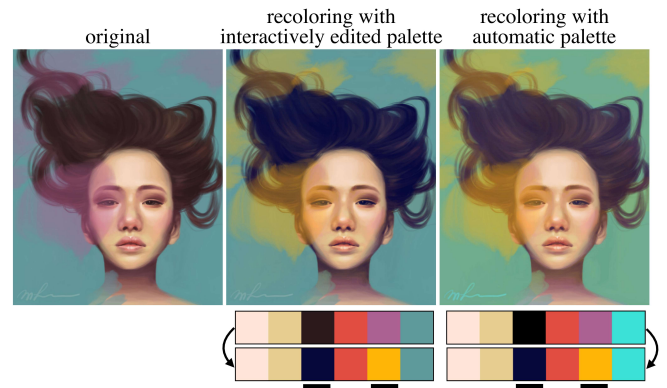 original
recoloring with
interactively edited palette
recoloring with
automatic palette